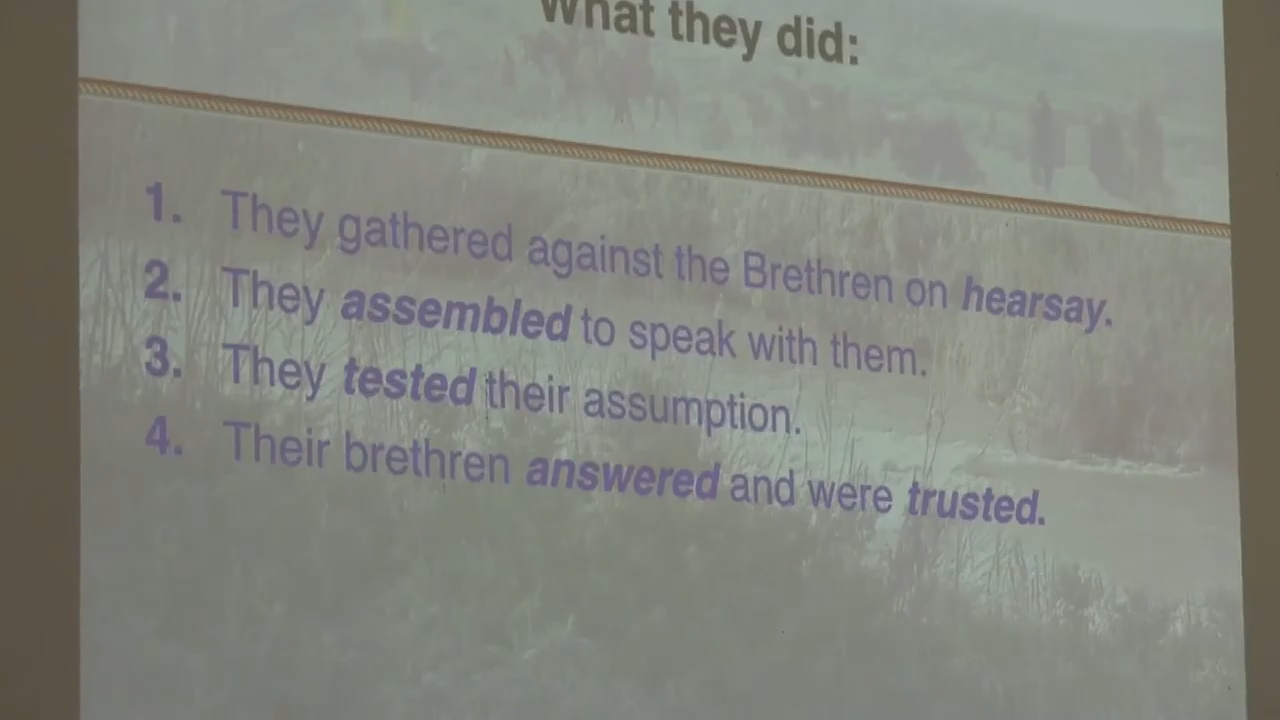 What they did:
1. They gathered against the Brethren on hearsay.
2. They assembled to speak with them.
3. They tested their assumption.
4. Their brethren answered and were trusted.